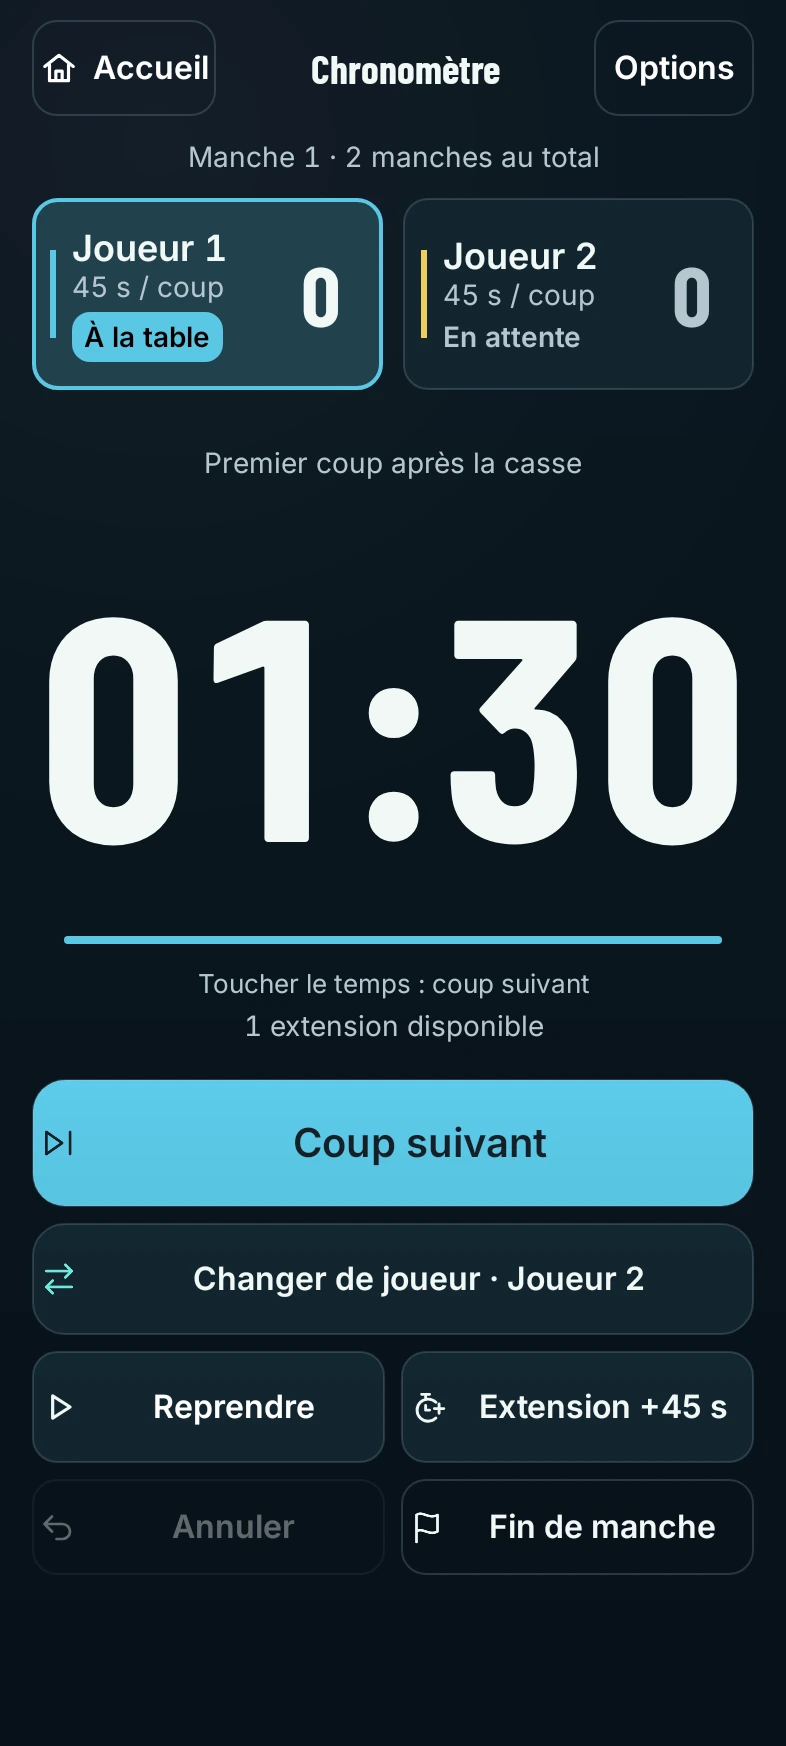 Accueil
Chronomètre
Options
Manche 1 · 2 manches au total
Joueur 1
45 s / coup
À la table
0
Joueur 2
45 s / coup
En attente
0
Premier coup après la casse
01:30
Toucher le temps : coup suivant
1 extension disponible
Coup suivant
Changer de joueur · Joueur 2
Reprendre
Extension +45 s
Annuler
Fin de manche